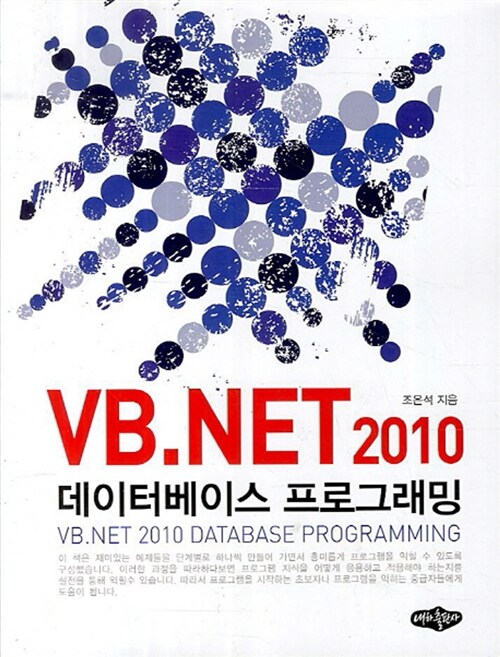 VB.NET 2010
조온석 지음
데이터베이스 프로그래밍
VB.NET 2010 DATABASE PROGRAMMING
이 책은 재미있는 예제들을 단계별로 하나씩 만들어 가면서 흥미롭게 프로그램을 익힐 수 있도록
구성했습니다. 이러한 과정을 따라하다보면 프로그램 지식을 어떻게 응용하고 적용해야 하는지를
실전을 통해 익힐수 있습니다. 따라서 프로그램을 시작하는 초보자나 프로그램을 익히는 중급자들에게
도움이 됩니다.
내하출판사